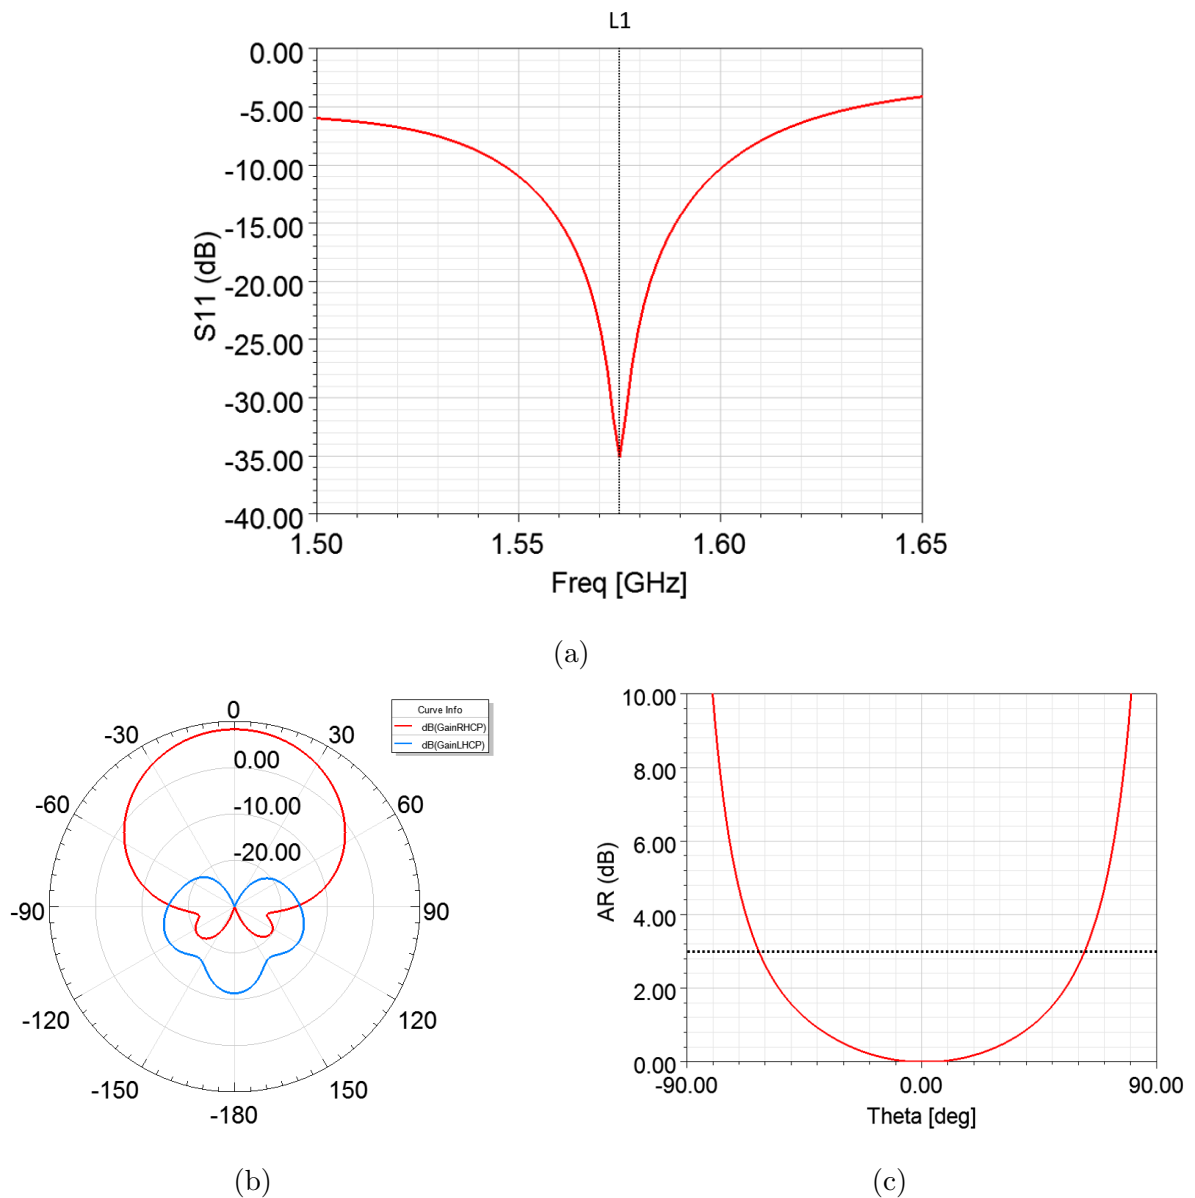 L1
0.00
-5.00
-10.00
-15.00
-20.00
-25.00
-30.00
-35.00
-40.00
S11 (dB)
1.50 1.55 1.60 1.65
Freq [GHz]
(a)
Curve Info
dB(GainRHCP)
dB(GainLHCP)
0
-30 30
0.00
-60 60
-10.00
-20.00
-90 90
-120 120
-150 150
-180
(b)
10.00
8.00
6.00
4.00
2.00
0.00
AR (dB)
-90.00 0.00 90.00
Theta [deg]
(c)